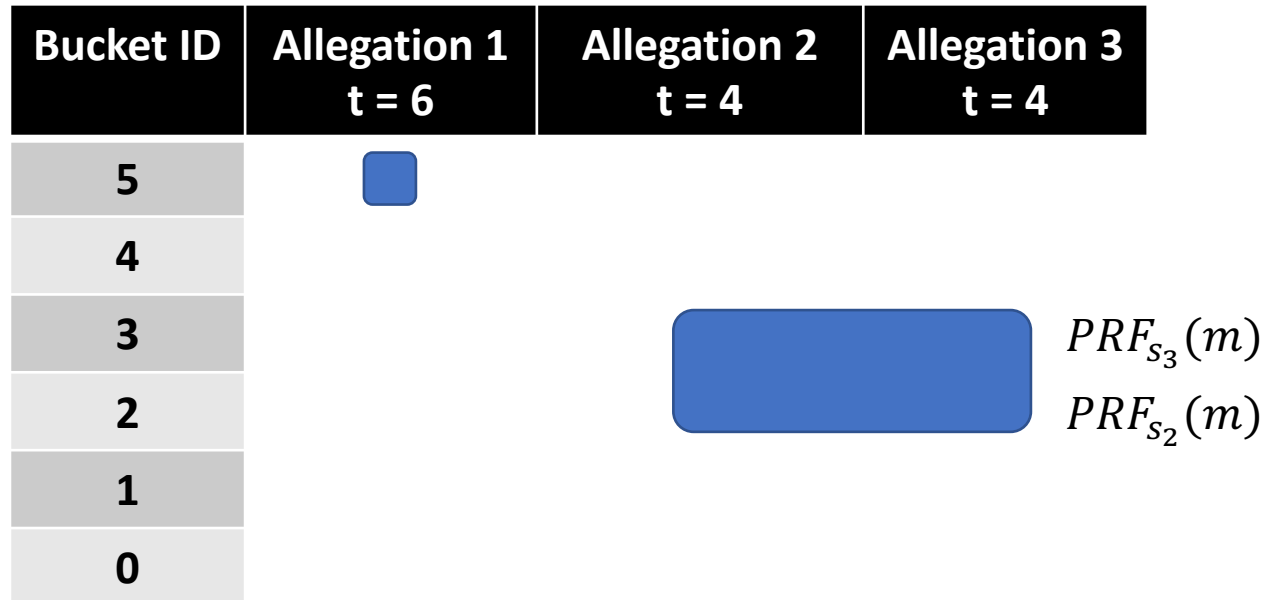 Bucket ID Allegation 1 Allegation 2 Allegation 3
t = 6 t = 4 t = 4
5
4
3 $PRF_{s_3}(m)$
2 $PRF_{s_2}(m)$
1
0